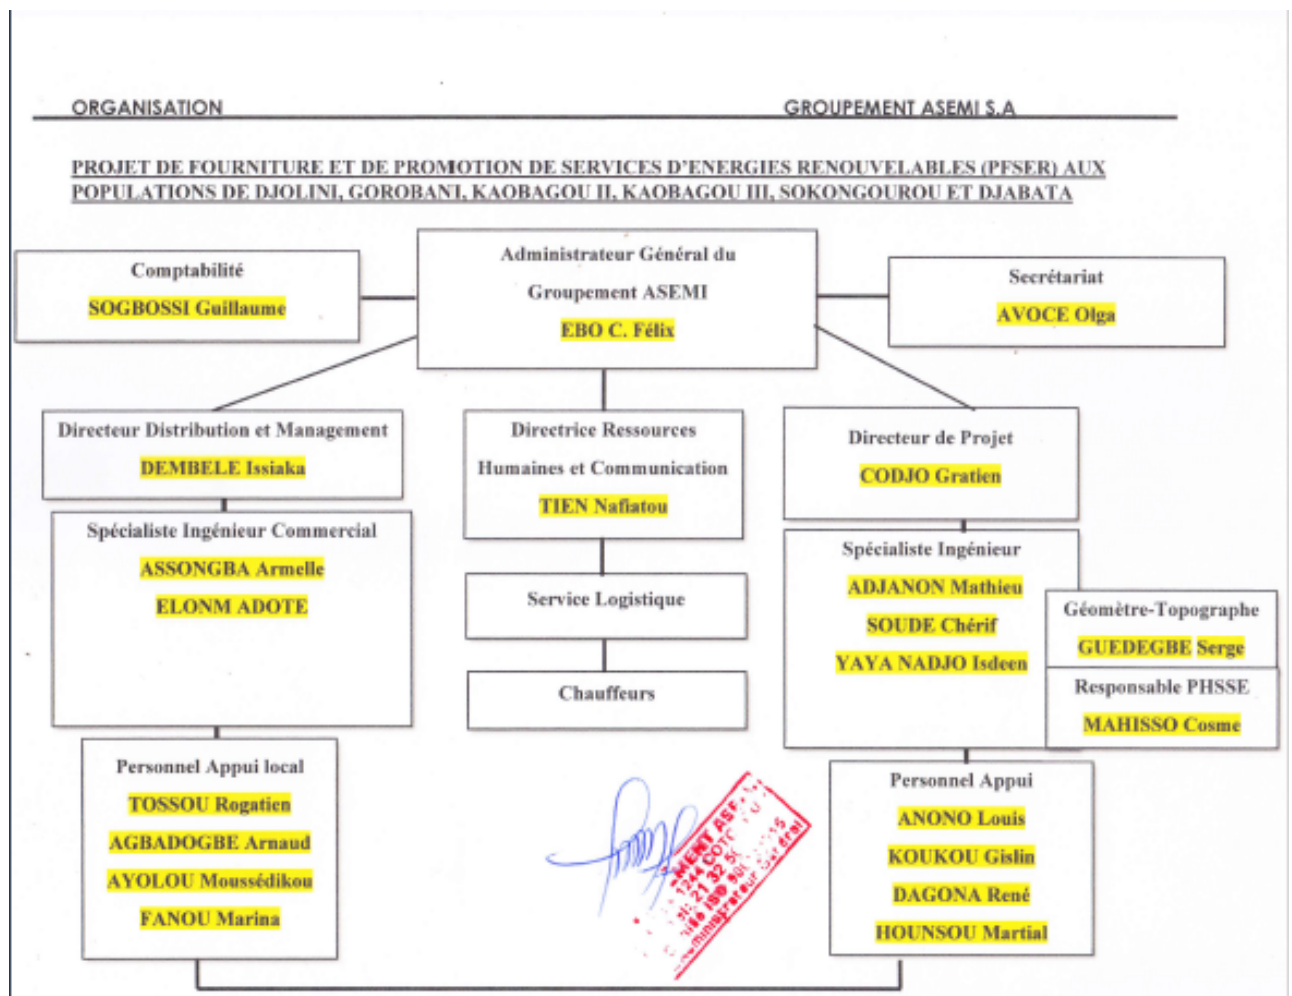 ORGANISATION GROUPEMENT ASEMI S.A
PROJET DE FOURNITURE ET DE PROMOTION DE SERVICES D'ENERGIES RENOUVELABLES (PFSER) AUX
POPULATIONS DE DJOLINI, GOROBANI, KAOBAGOU II, KAOBAGOU III, SOKONGOUROU ET DJABATA
Comptabilité
SOGBOSSI Guillaume
Administrateur Général du
Groupement ASEMI
EBO C. Félix
Secrétariat
AVOCE Olga
Directeur Distribution et Management
DEMBELE Issiaka
Directrice Ressources
Humaines et Communication
TIEN Nafiatou
Directeur de Projet
CODJO Gratien
Spécialiste Ingénieur Commercial
ASSONGBA Armelle
ELONM ADOTE
Service Logistique
Chauffeurs
Spécialiste Ingénieur
ADJANON Mathieu
SOUDE Chérif
YAYA NADJO Isdeen
Géomètre-Topographe
GUEDEGBE Serge
Responsable PHSSE
MAHISSO Cosme
Personnel Appui local
TOSSOU Rogatien
AGBADOGBE Arnaud
AYOLOU Moussédikou
FANOU Marina
Personnel Appui
ANONO Louis
KOUKOU Gislin
DAGONA René
HOUNSOU Martial